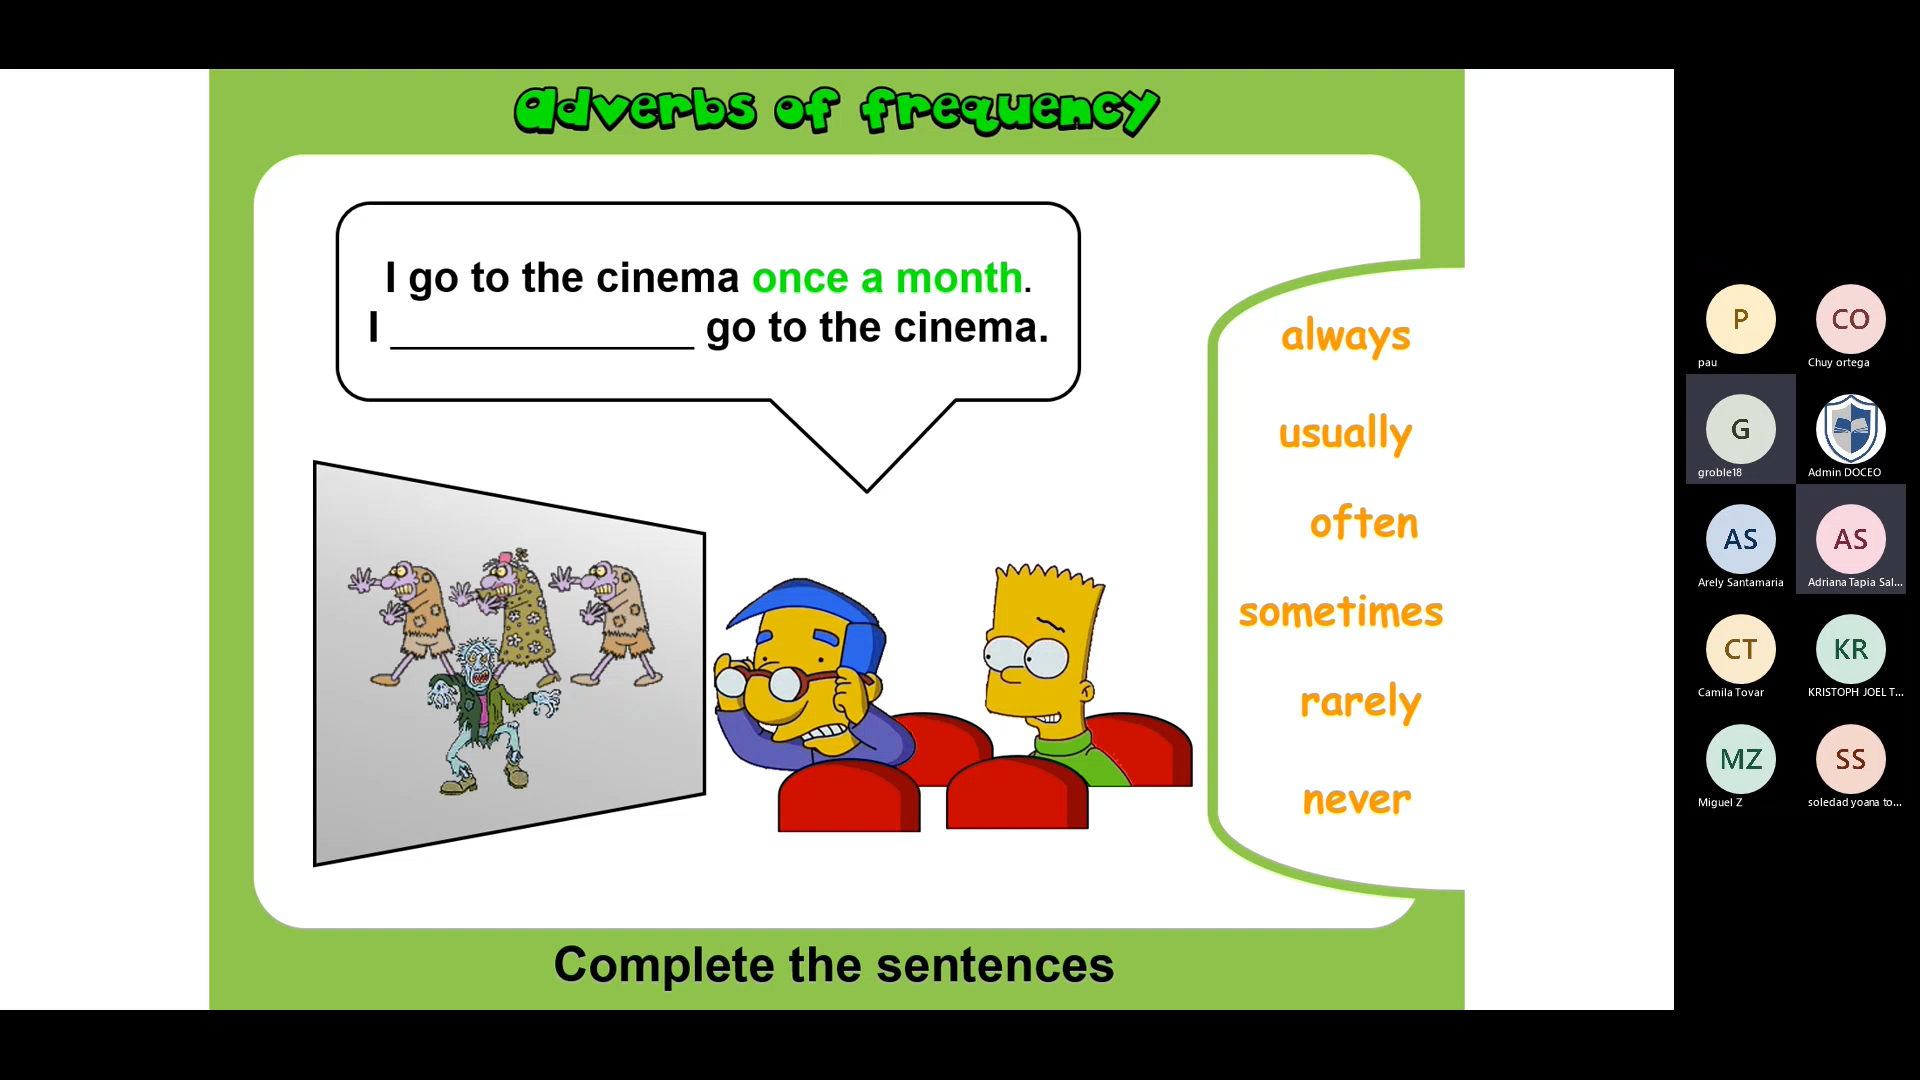 adverbs of frequency
I go to the cinema once a month.
I _____________ go to the cinema.
always
usually
often
sometimes
rarely
never
Complete the sentences
P
pau
CO
Chuy ortega
G
groble18
Admin DOCEO
AS
Arely Santamaria
AS
Adriana Tapia Sal...
CT
Camila Tovar
KR
KRISTOPH JOEL T...
MZ
Miguel Z
SS
soledad yoana to...